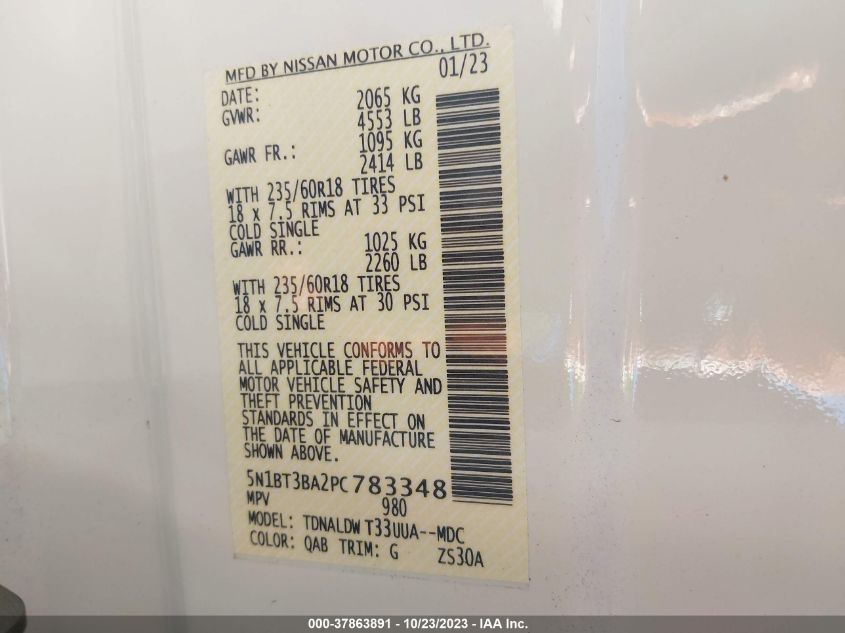 MFD BY NISSAN MOTOR CO., LTD.
DATE: 01/23
GVWR: 2065 KG
4553 LB
GAWR FR.: 1095 KG
2414 LB
WITH 235/60R18 TIRES
18 x 7.5 RIMS AT 33 PSI
COLD SINGLE
GAWR RR.: 1025 KG
2260 LB
WITH 235/60R18 TIRES
18 x 7.5 RIMS AT 30 PSI
COLD SINGLE
THIS VEHICLE CONFORMS TO
ALL APPLICABLE FEDERAL
MOTOR VEHICLE SAFETY AND
THEFT PREVENTION
STANDARDS IN EFFECT ON
THE DATE OF MANUFACTURE
SHOWN ABOVE.
5N1BT3BA2PC783348
MPV 980
MODEL: TDNALDW T33UUA--MDC
COLOR: QAB TRIM: G ZS30A
000-37863891 - 10/23/2023 - IAA Inc.